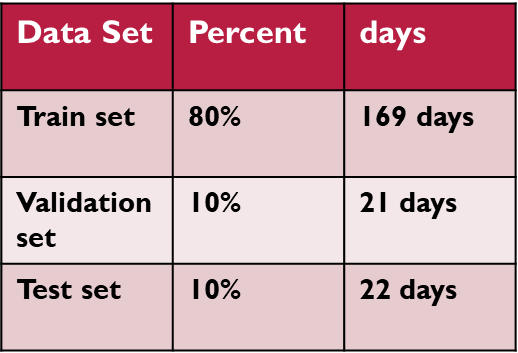 Data Set Percent days
Train set 80% 169 days
Validation 10% 21 days
set
Test set 10% 22 days